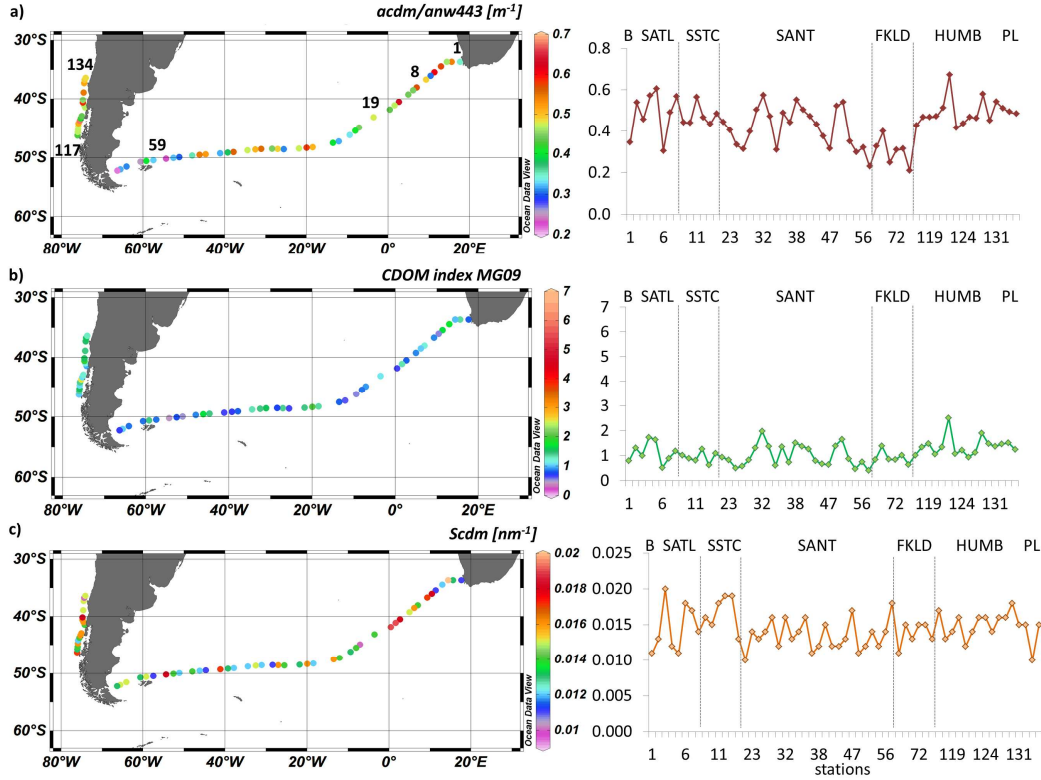 a)
acdm/anw443 [m⁻¹]
30°S
40°S
50°S
60°S
80°W
60°W
40°W
20°W
0°
20°E
134
117
59
19
8
1
Ocean Data View
0.7
0.6
0.5
0.4
0.3
0.2
B SATL SSTC SANT FKLD HUMB PL
0.8
0.6
0.4
0.2
0.0
1 6 11 23 32 38 47 56 72 119 124 131
b)
CDOM index MG09
30°S
40°S
50°S
60°S
80°W
60°W
40°W
20°W
0°
20°E
Ocean Data View
7
6
5
4
3
2
1
0
B SATL SSTC SANT FKLD HUMB PL
7
6
5
4
3
2
1
0
1 6 11 23 32 38 47 56 72 119 124 131
c)
Scdm [nm⁻¹]
30°S
40°S
50°S
60°S
80°W
60°W
40°W
20°W
0°
20°E
Ocean Data View
0.02
0.018
0.016
0.014
0.012
0.01
B SATL SSTC SANT FKLD HUMB PL
0.025
0.020
0.015
0.010
0.005
0.000
1 6 11 23 32 38 47 56 72 119 124 131
stations